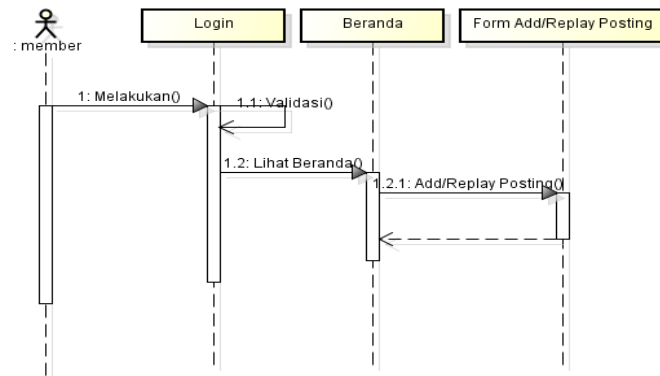 Login
Beranda
Form Add/Replay Posting
: member
1: Melakukan()
1.1: Validasi()
1.2: Lihat Beranda()
1.2.1: Add/Replay Posting()